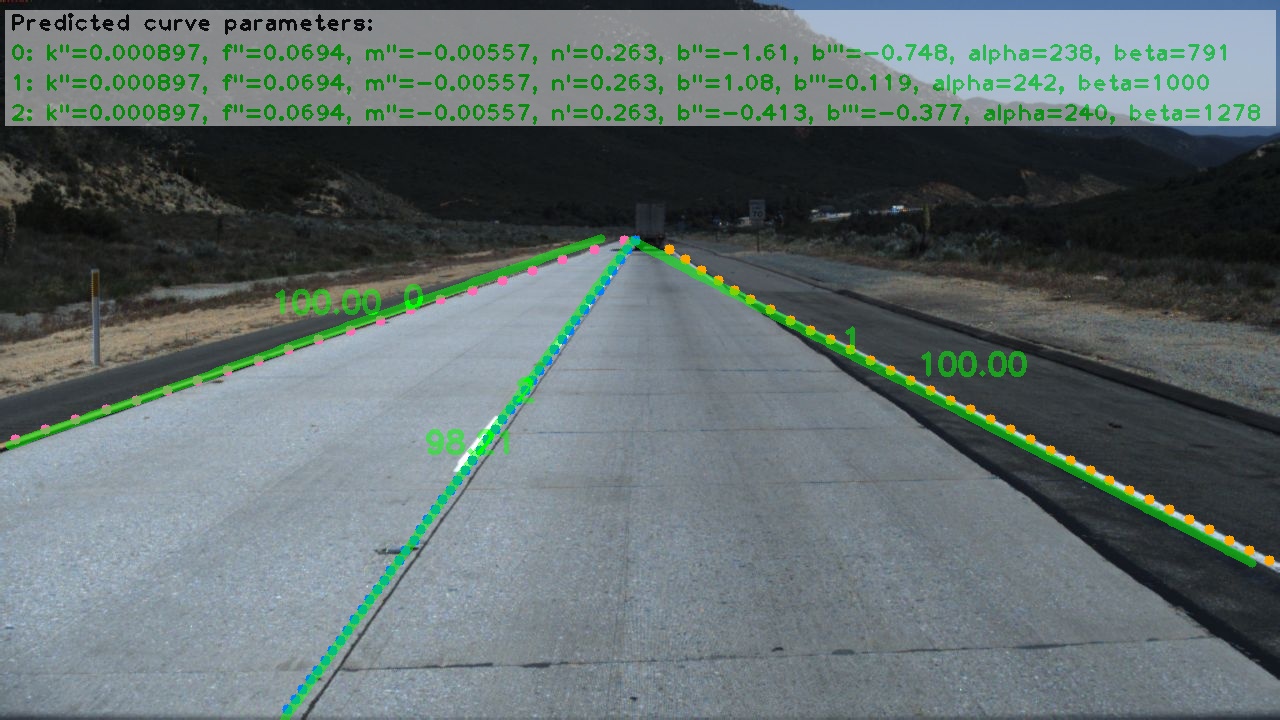 Predicted curve parameters:
0: k''=0.000897, f''=0.0694, m''=−0.00557, n'=0.263, b''=−1.61, b'''=−0.748, alpha=238, beta=791
1: k''=0.000897, f''=0.0694, m''=−0.00557, n'=0.263, b''=1.08, b'''=0.119, alpha=242, beta=1000
2: k''=0.000897, f''=0.0694, m''=−0.00557, n'=0.263, b''=−0.413, b'''=−0.377, alpha=240, beta=1278
100.00 0
1
100.00
98.21